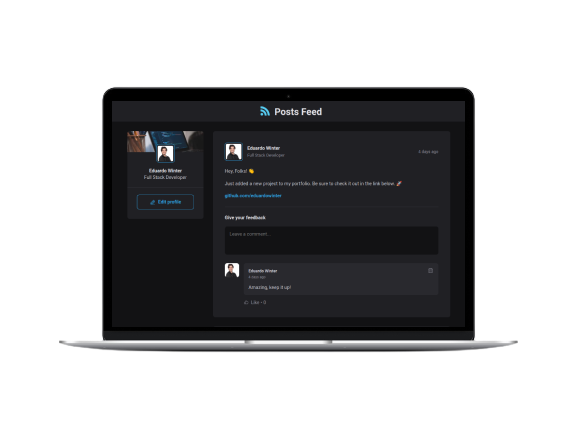 Posts Feed
Eduardo Winter
Full Stack Developer
Edit profile
Eduardo Winter
Full Stack Developer
days ago
Hey, Folks! 👋
Just added a new project to my portfolio. Be sure to check it out in the link below. 🚀
github.com/eduardowinter
Give your feedback
Leave a comment...
Eduardo Winter
days ago
Amazing, keep it up!
Like • 0